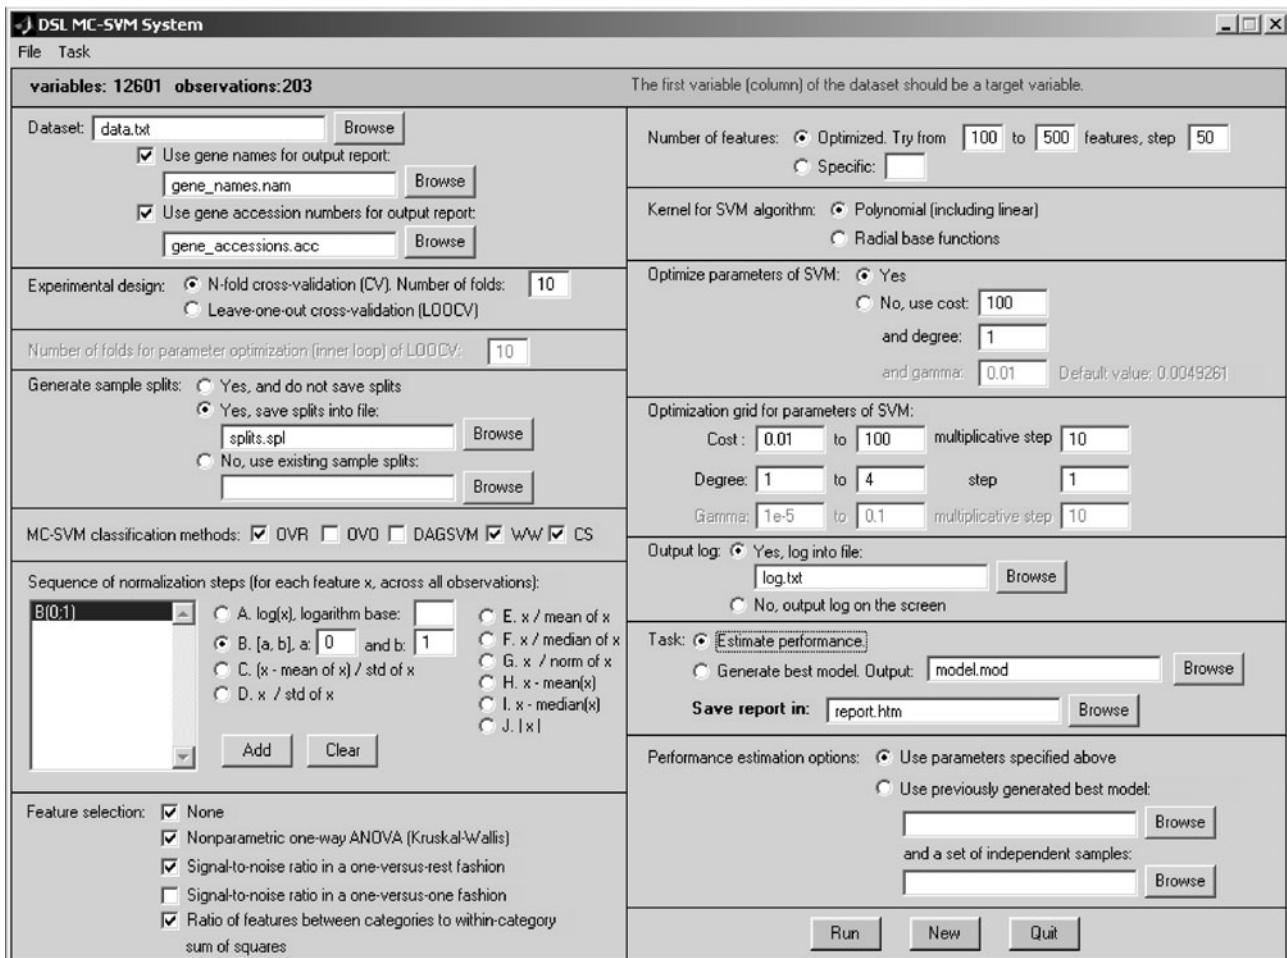 DSL MC-SVM System
File Task
variables: 12601 observations:203
The first variable (column) of the dataset should be a target variable.
Dataset: data.txt Browse
Use gene names for output report:
gene_names.nam Browse
Use gene accession numbers for output report:
gene_accessions.acc Browse
Experimental design: N-fold cross-validation (CV). Number of folds: 10
Leave-one-out cross-validation (LOOCV)
Number of folds for parameter optimization (inner loop) of LOOCV: 10
Generate sample splits: Yes, and do not save splits
Yes, save splits into file:
splits.spl Browse
No, use existing sample splits:
Browse
MC-SVM classification methods: OVR OVO DAGSVM WW CS
Sequence of normalization steps (for each feature x, across all observations):
B(0;1)
A. log(x), logarithm base:
B. [a, b], a: 0 and b: 1
C. (x - mean of x) / std of x
D. x / std of x
E. x / mean of x
F. x / median of x
G. x / norm of x
H. x - mean(x)
I. x - median(x)
J. | x |
Add Clear
Feature selection: None
Nonparametric one-way ANOVA (Kruskal-Wallis)
Signal-to-noise ratio in a one-versus-rest fashion
Signal-to-noise ratio in a one-versus-one fashion
Ratio of features between categories to within-category
sum of squares
Number of features: Optimized. Try from 100 to 500 features, step 50
Specific:
Kernel for SVM algorithm: Polynomial (including linear)
Radial base functions
Optimize parameters of SVM: Yes
No, use cost: 100
and degree: 1
and gamma: 0.01 Default value: 0.0049261
Optimization grid for parameters of SVM:
Cost : 0.01 to 100 multiplicative step 10
Degree: 1 to 4 step 1
Gamma: 1e-5 to 0.1 multiplicative step 10
Output log: Yes, log into file:
log.txt Browse
No, output log on the screen
Task: Estimate performance.
Generate best model. Output: model.mod Browse
Save report in: report.htm Browse
Performance estimation options: Use parameters specified above
Use previously generated best model:
Browse
and a set of independent samples:
Browse
Run New Quit